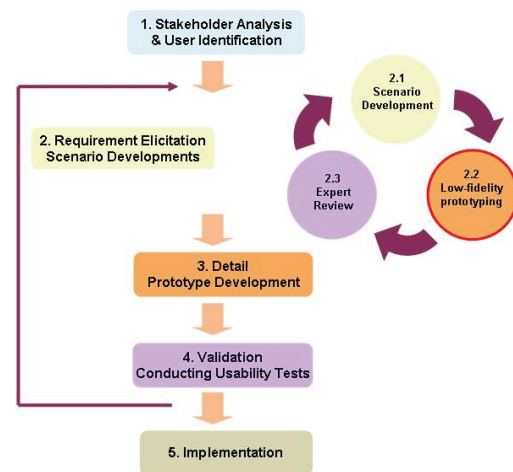 1. Stakeholder Analysis
& User Identification
2.1
Scenario
Development
2. Requirement Elicitation
Scenario Developments
2.3
Expert
Review
2.2
Low-fidelity
prototyping
3. Detail
Prototype Development
4. Validation
Conducting Usability Tests
5. Implementation